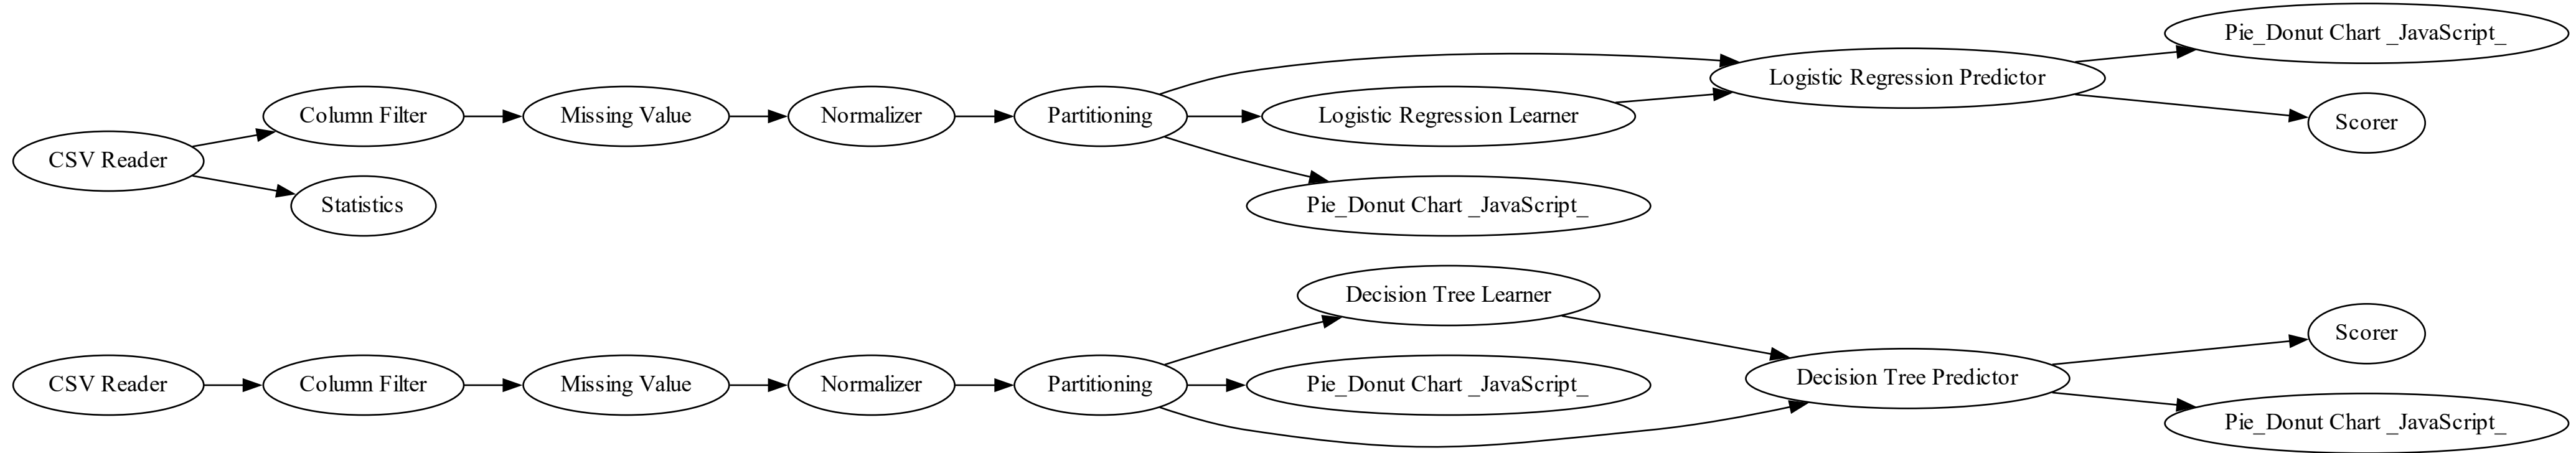 Pie_Donut Chart _JavaScript_
Logistic Regression Predictor
Column Filter
Missing Value
Normalizer
Partitioning
Logistic Regression Learner
Scorer
CSV Reader
Statistics
Pie_Donut Chart _JavaScript_
Decision Tree Learner
Scorer
CSV Reader
Column Filter
Missing Value
Normalizer
Partitioning
Pie_Donut Chart _JavaScript_
Decision Tree Predictor
Pie_Donut Chart _JavaScript_